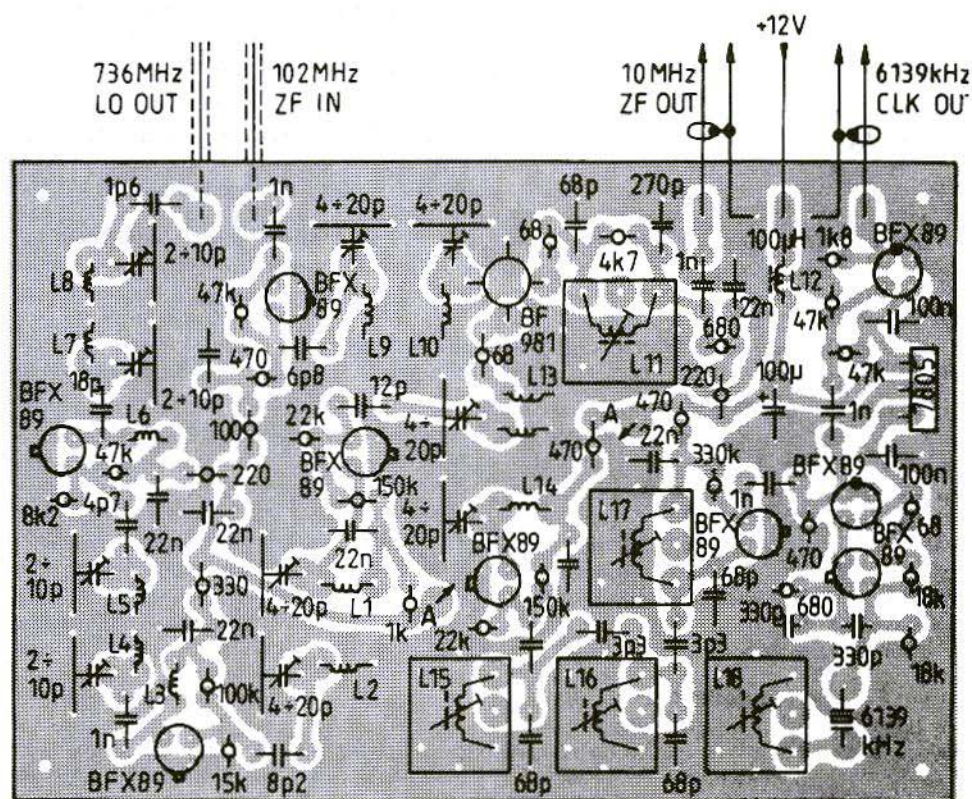 +12V
736MHz
LO OUT
102MHz
ZF IN
10MHz
ZF OUT
6139kHz
CLK OUT
1p6
1n
4÷20p
4÷20p
68p
270p
2÷10p
68
4k7
1n
100µH
1k8
BFX89
L8
47k
BFX
89
L9
L10
BF
981
22n
L12
47k
100n
L7
470
6p8
68
L11
680
47k
7805
18p
2÷10p
12p
L13
220
100µ
1n
BFX
89
L6
100
22k
4÷
20p
A
470
470
22n
47k
220
BFX
89
150k
330k
BFX89
100n
8k2
4p7
22n
22n
4÷
20p
L14
L17
1n
BFX
89
470
BFX
89
68
22n
BFX89
2÷
10p
L5
330
4÷20p
L1
1k
A
150k
68p
330p
680
18k
22n
22k
3p3
3p3
330p
18k
2÷
10p
L4
L3
100k
4÷20p
L2
L15
L16
L18
6139
kHz
1n
BFX89
15k
8p2
68p
68p